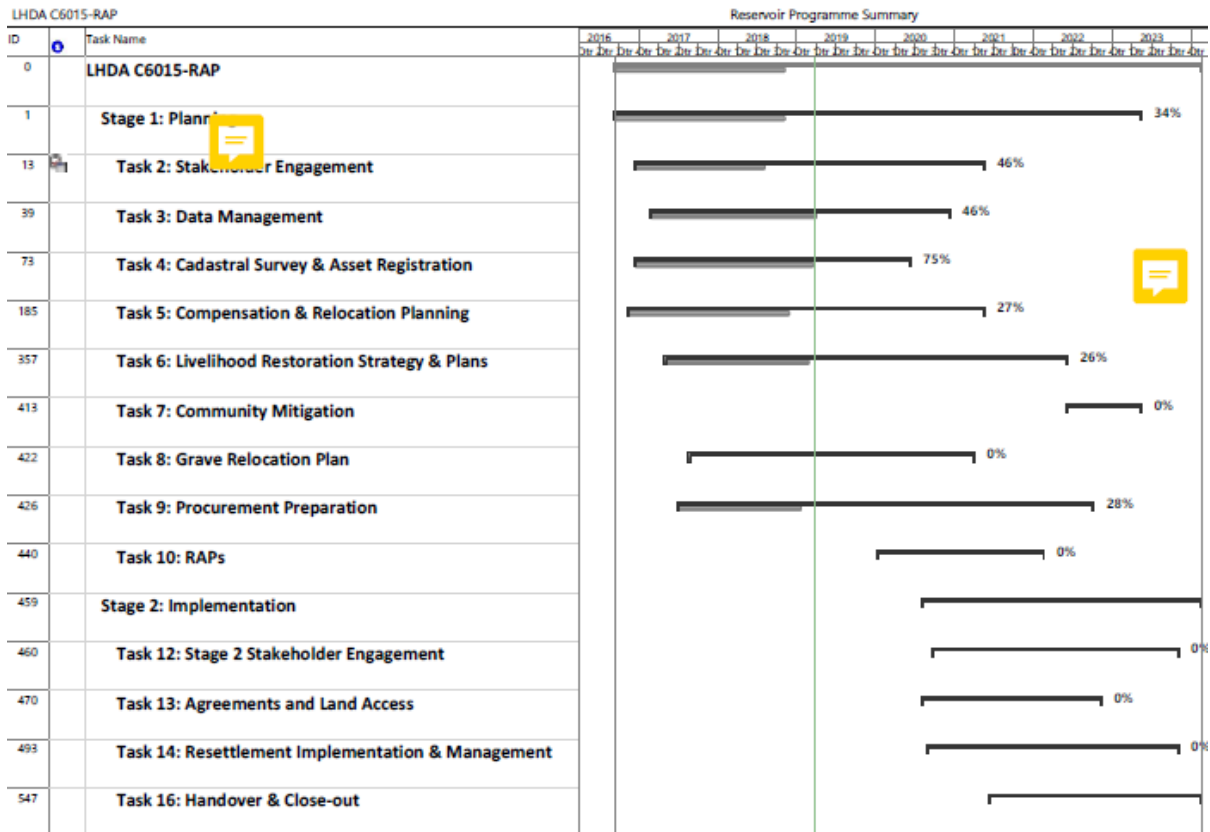 LHDA C6015-RAP Reservoir Programme Summary
ID Task Name 2016 2017 2018 2019 2020 2021 2022 2023
0 LHDA C6015-RAP
1 Stage 1: 34%
13 Task 2: Stakeholder Engagement 46%
39 Task 3: Data Management 46%
73 Task 4: Cadastral Survey & Asset Registration 75%
185 Task 5: Compensation & Relocation Planning 27%
357 Task 6: Livelihood Restoration Strategy & Plans 26%
413 Task 7: Community Mitigation 0%
422 Task 8: Grave Relocation Plan 0%
426 Task 9: Procurement Preparation 28%
440 Task 10: RAPs 0%
459 Stage 2: Implementation
460 Task 12: Stage 2 Stakeholder Engagement 0%
470 Task 13: Agreements and Land Access 0%
493 Task 14: Resettlement Implementation & Management 0%
547 Task 16: Handover & Close-out